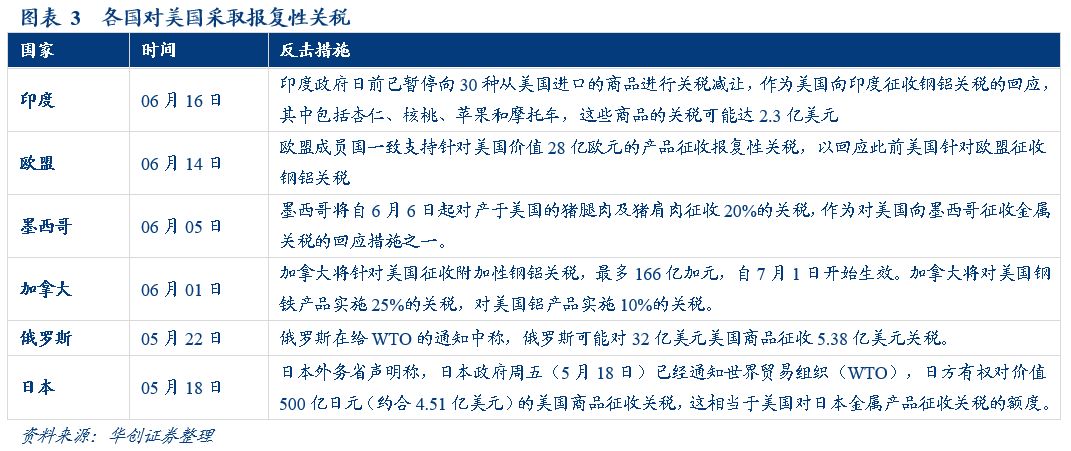 图表 3 各国对美国采取报复性关税
国家 时间 反击措施
印度 06 月 16 日 印度政府日前已暂停向 30 种从美国进口的商品进行关税减让，作为美国向印度征收钢铝关税的回应，
其中包括杏仁、核桃、苹果和摩托车，这些商品的关税可能达 2.3 亿美元
欧盟 06 月 14 日 欧盟成员国一致支持针对美国价值 28 亿欧元的产品征收报复性关税，以回应此前美国针对欧盟征收
钢铝关税
墨西哥 06 月 05 日 墨西哥将自 6 月 6 日起对产于美国的猪腿肉及猪肩肉征收 20%的关税，作为对美国向墨西哥征收金属
关税的回应措施之一。
加拿大 06 月 01 日 加拿大将针对美国征收附加性钢铝关税，最多 166 亿加元，自 7 月 1 日开始生效。加拿大将对美国钢
铁产品实施 25%的关税，对美国铝产品实施 10%的关税。
俄罗斯 05 月 22 日 俄罗斯在给 WTO 的通知中称，俄罗斯可能对 32 亿美元美国商品征收 5.38 亿美元关税。
日本 05 月 18 日 日本外务省声明称，日本政府周五（5 月 18 日）已经通知世界贸易组织（WTO），日方有权对价值
500 亿日元（约合 4.51 亿美元）的美国商品征收关税，这相当于美国对日本金属产品征收关税的额度。
资料来源：华创证券整理